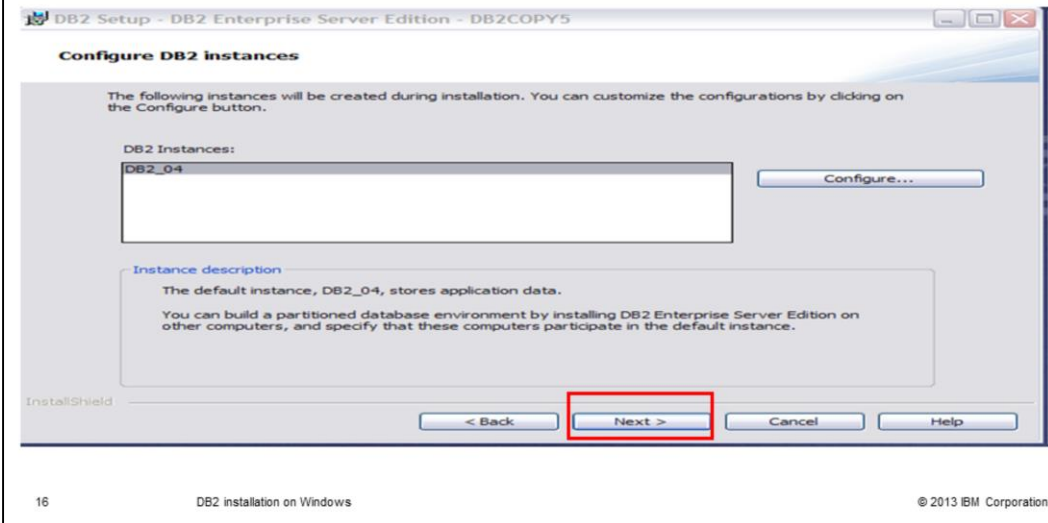 DB2 Setup - DB2 Enterprise Server Edition - DB2COPY5
Configure DB2 instances
The following instances will be created during installation. You can customize the configurations by clicking on
the Configure button.
DB2 Instances:
DB2_04
Configure...
Instance description
The default instance, DB2_04, stores application data.
You can build a partitioned database environment by installing DB2 Enterprise Server Edition on
other computers, and specify that these computers participate in the default instance.
InstallShield
< Back
Next >
Cancel
Help
16
DB2 installation on Windows
© 2013 IBM Corporation